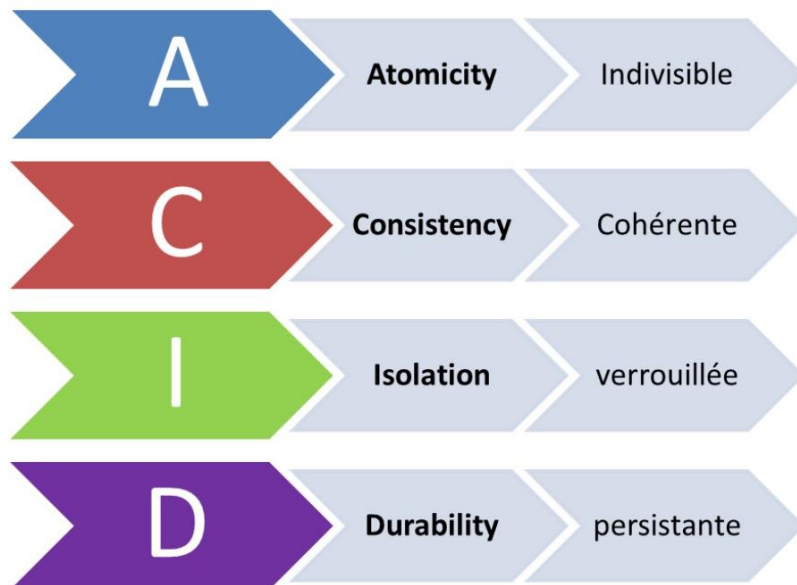 A Atomicity Indivisible
C Consistency Cohérente
I Isolation verrouillée
D Durability persistante